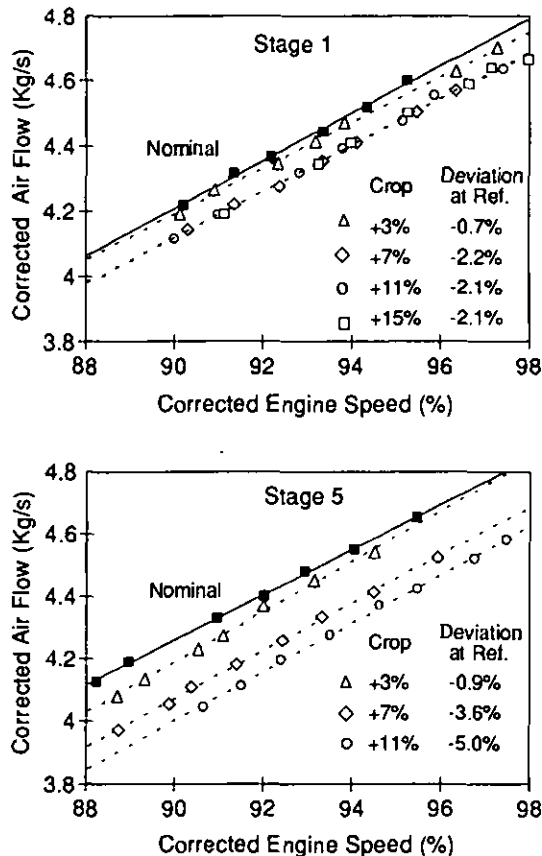 4.8
Stage 1
4.6
Nominal
4.4
Crop Deviation at Ref.
4.2
△ +3% -0.7%
◇ +7% -2.2%
4
○ +11% -2.1%
□ +15% -2.1%
3.8
88 90 92 94 96 98
Corrected Engine Speed (%)
Corrected Air Flow (Kg/s)
4.8
Stage 5
4.6
Nominal
4.4
Crop Deviation at Ref.
4.2
△ +3% -0.9%
4
◇ +7% -3.6%
○ +11% -5.0%
3.8
88 90 92 94 96 98
Corrected Engine Speed (%)
Corrected Air Flow (Kg/s)